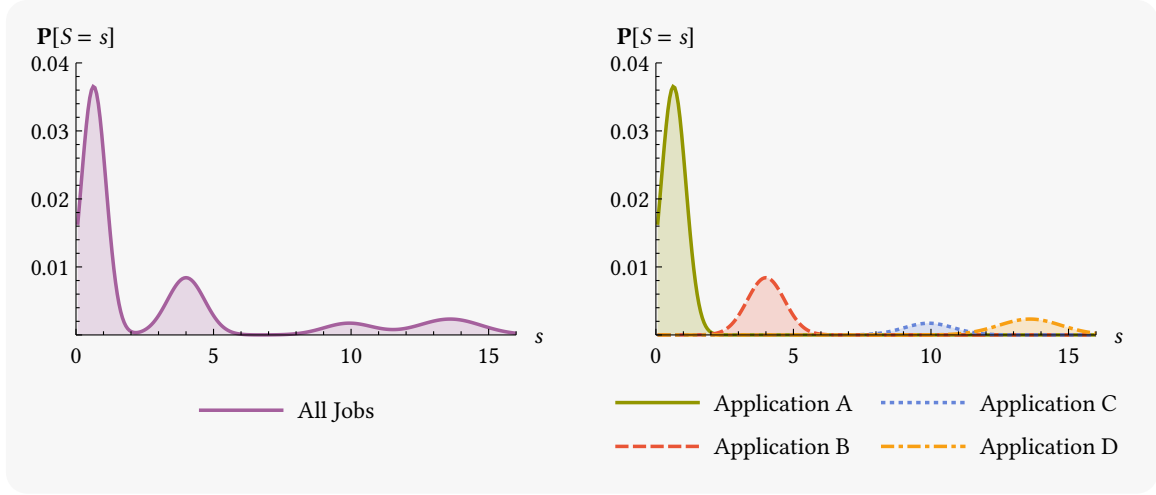 P[S = s]
0.04
0.03
0.02
0.01
0 5 10 15 s
All Jobs
P[S = s]
0.04
0.03
0.02
0.01
0 5 10 15 s
Application A Application C
Application B Application D